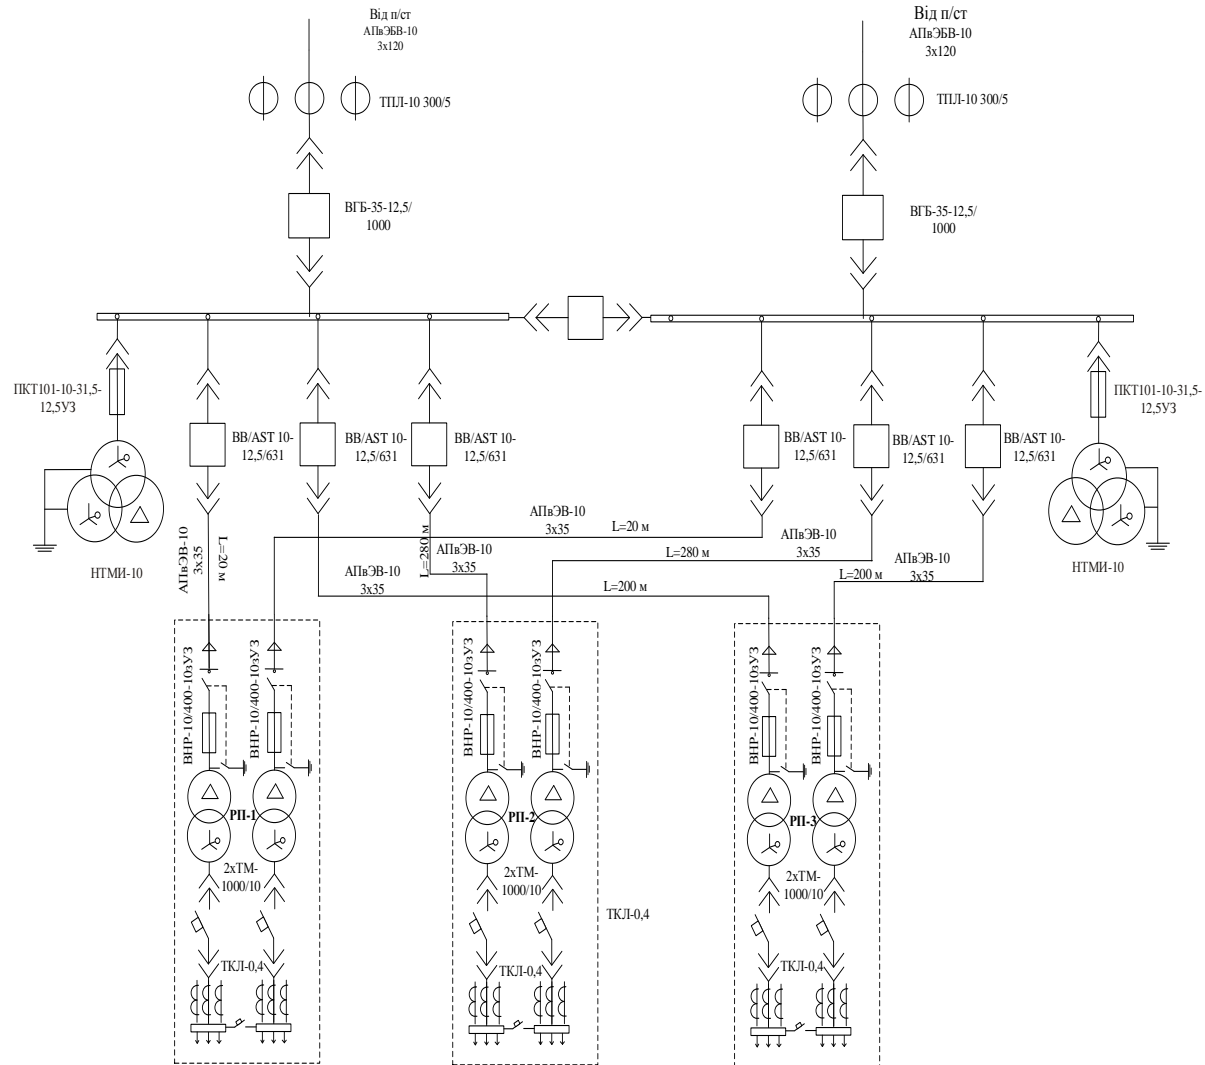 Від п/ст
АПвЭБВ-10
3х120
ТПЛ-10 300/5
ВГБ-35-12,5/
1000
Від п/ст
АПвЭБВ-10
3х120
ТПЛ-10 300/5
ВГБ-35-12,5/
1000
ПКТ101-10-31,5-
12,5УЗ
НТМИ-10
ВВ/AST 10-
12,5/631
ВВ/AST 10-
12,5/631
ВВ/AST 10-
12,5/631
ВВ/AST 10-
12,5/631
ВВ/AST 10-
12,5/631
ВВ/AST 10-
12,5/631
ПКТ101-10-31,5-
12,5УЗ
НТМИ-10
АПвЭВ-10
3х35
L=20 м
АПвЭВ-10
3х35
L=200 м
L=280 м
АПвЭВ-10
3х35
АПвЭВ-10
3х35
L=20 м
L=280 м
АПвЭВ-10
3х35
L=200 м
АПвЭВ-10
3х35
ВНР-10/400-10зУЗ
ВНР-10/400-10зУЗ
РП-1
2хТМ-
1000/10
ТКЛ-0,4
ВНР-10/400-10зУЗ
ВНР-10/400-10зУЗ
РП-2
2хТМ-
1000/10
ТКЛ-0,4
ТКЛ-0,4
ВНР-10/400-10зУЗ
ВНР-10/400-10зУЗ
РП-3
2хТМ-
1000/10
ТКЛ-0,4